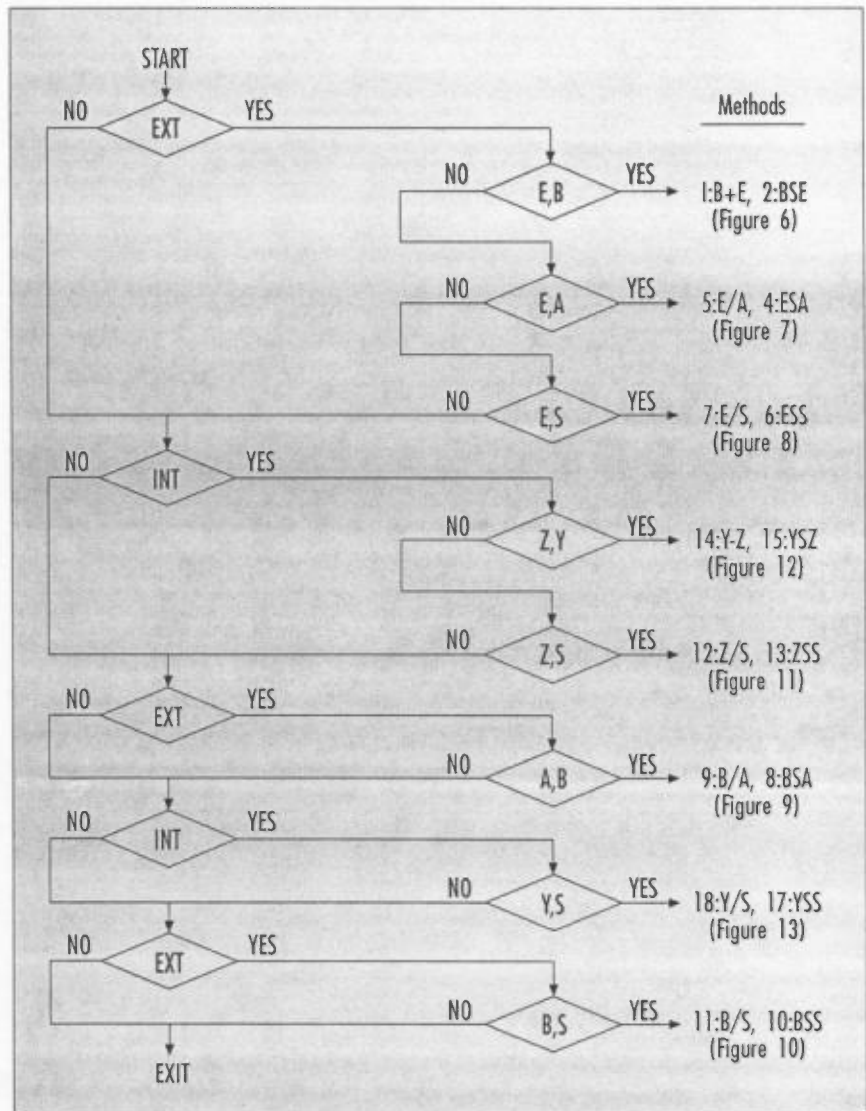 START
NO EXT YES
Methods
NO E,B YES 1:B+E, 2:BSE
(Figure 6)
NO E,A YES 5:E/A, 4:ESA
(Figure 7)
NO E,S YES 7:E/S, 6:ESS
(Figure 8)
NO INT YES
NO Z,Y YES 14:Y-Z, 15:YSZ
(Figure 12)
NO Z,S YES 12:Z/S, 13:ZSS
(Figure 11)
NO EXT YES
A,B YES 9:B/A, 8:BSA
(Figure 9)
NO
NO INT YES
NO Y,S YES 18:Y/S, 17:YSS
(Figure 13)
NO EXT YES
NO B,S YES 11:B/S, 10:BSS
(Figure 10)
EXIT